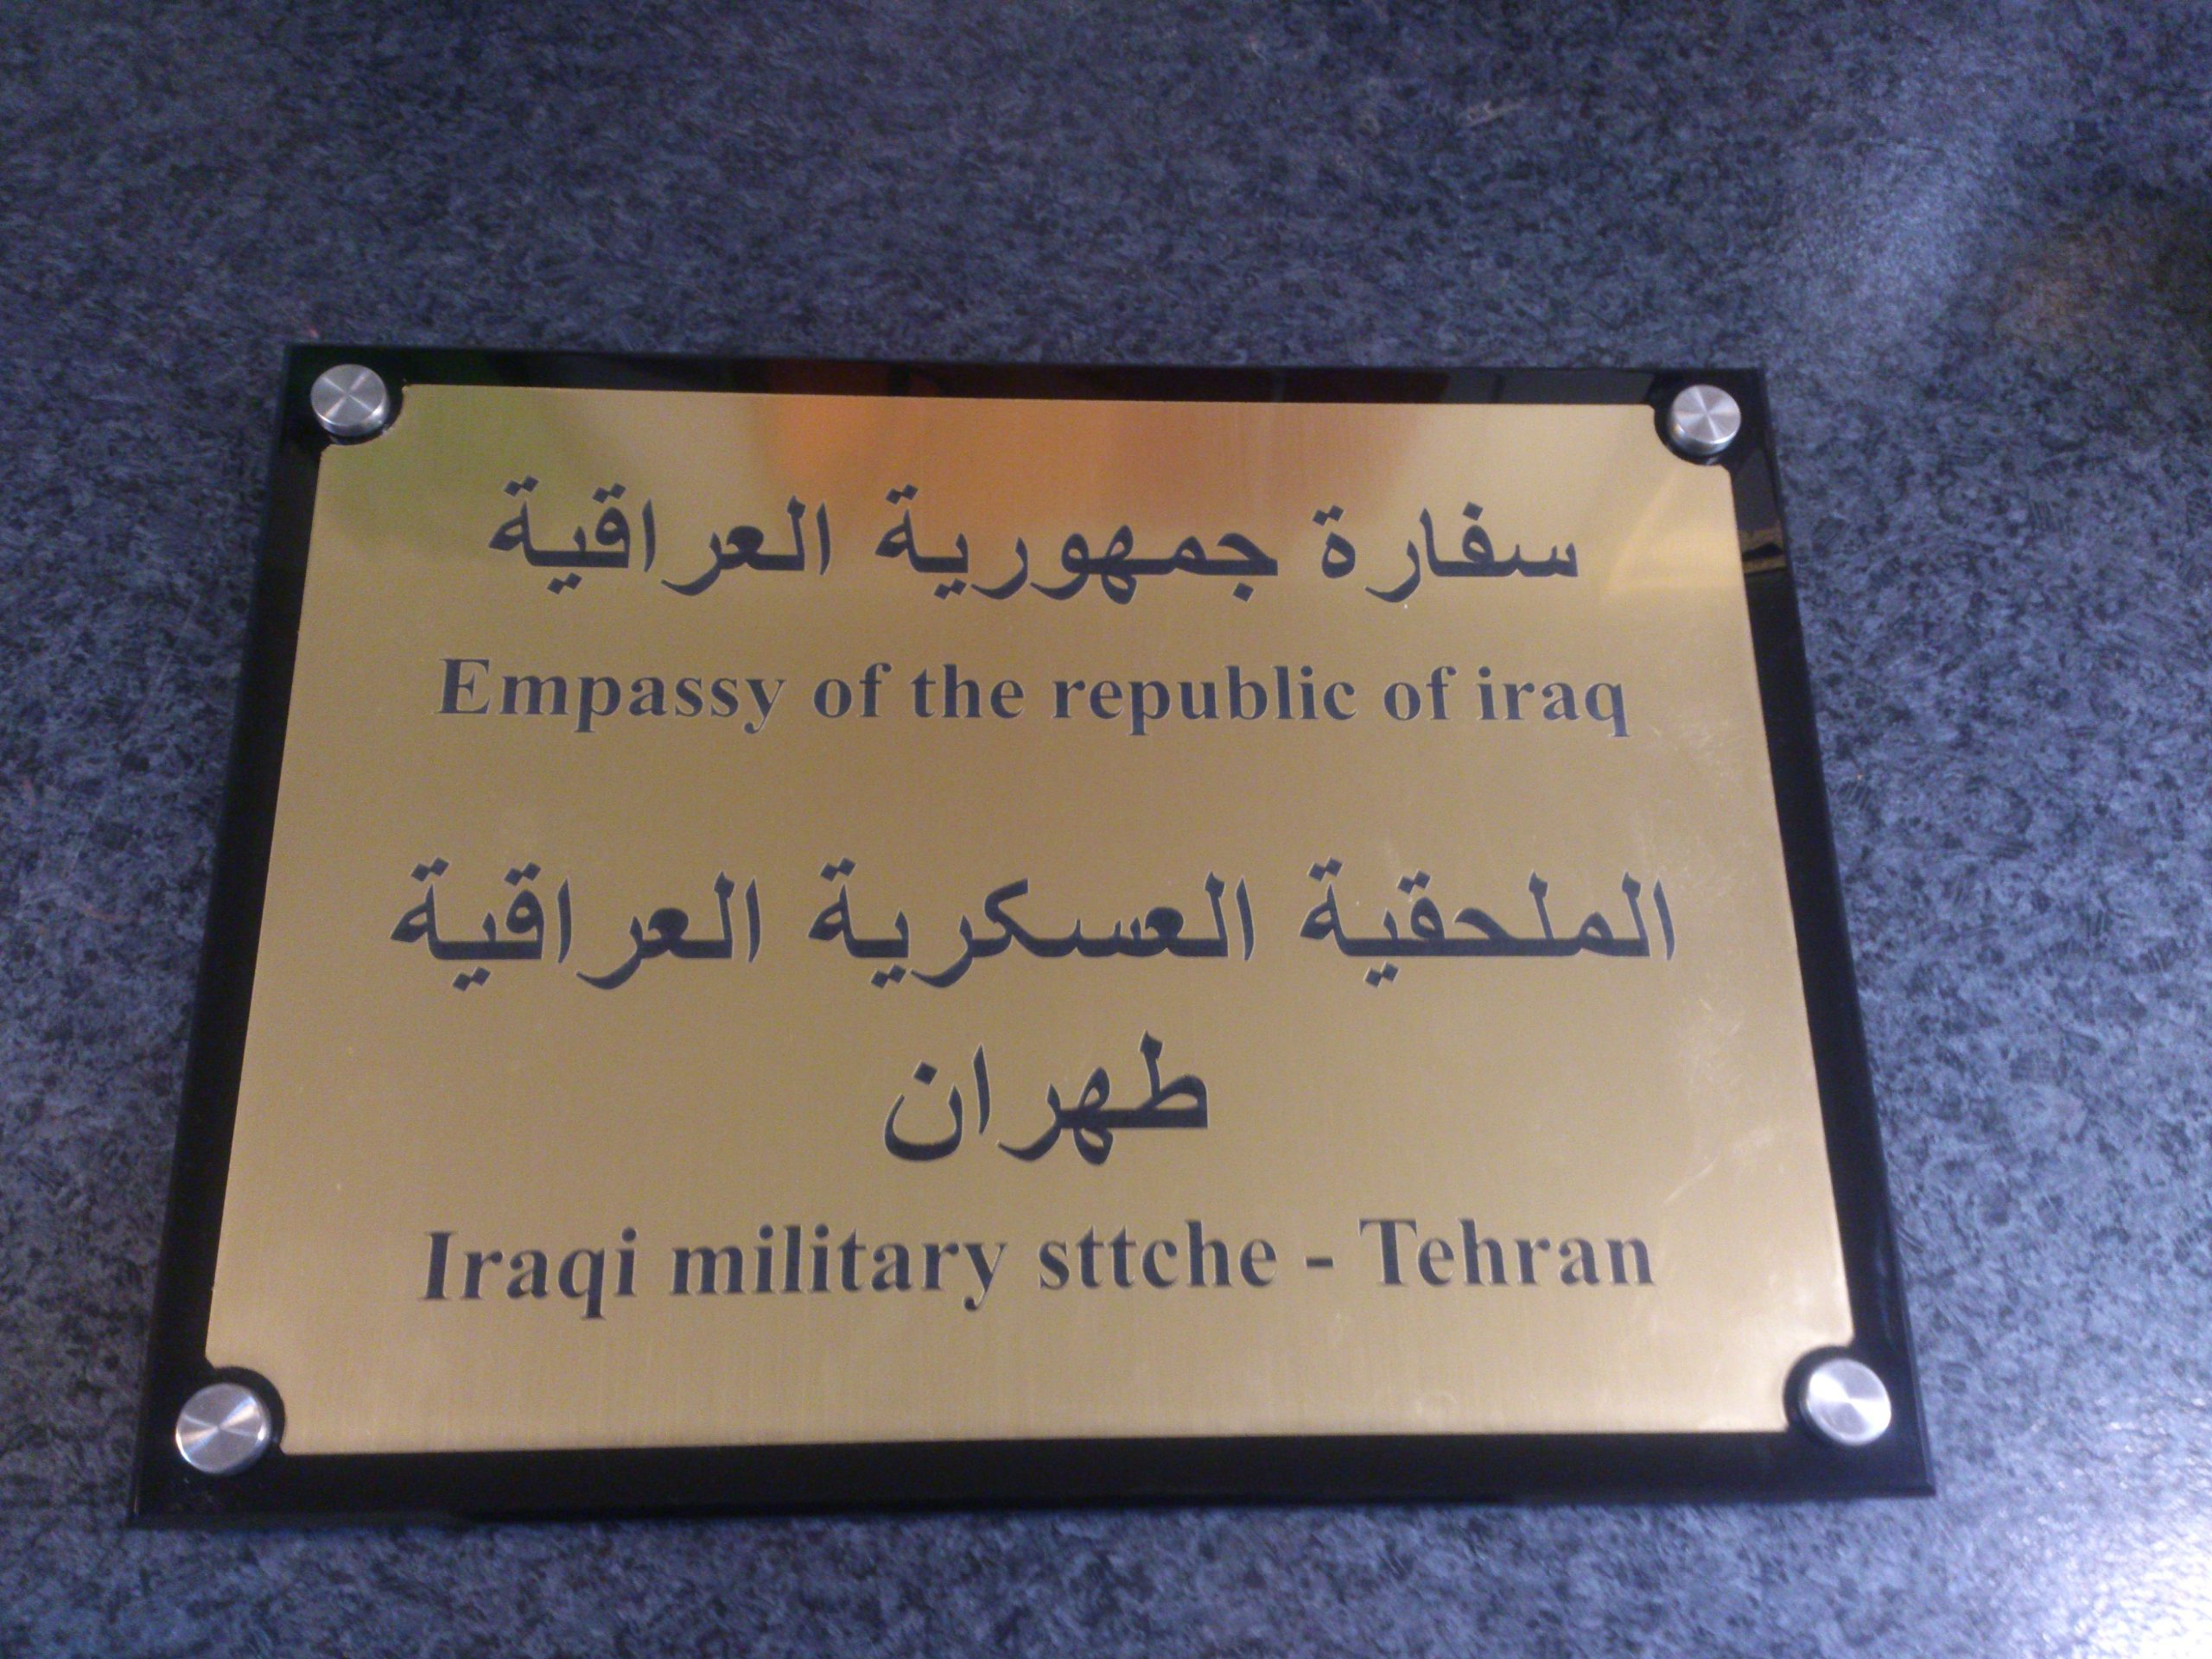 سفارة جمهورية العراقية
Empassy of the republic of iraq
الملحقية العسكرية العراقية
طهران
Iraqi military sttche - Tehran